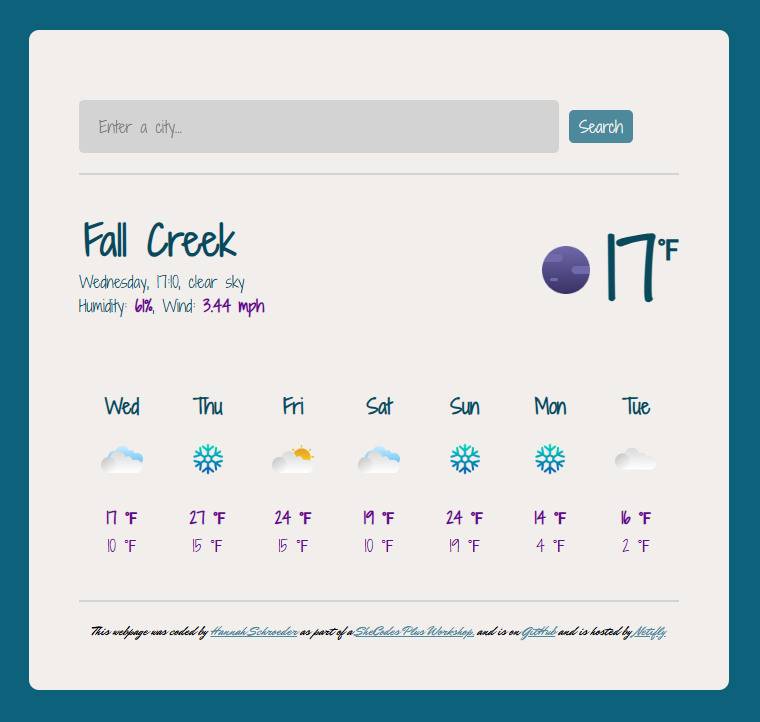 Enter a city...
Search
Fall Creek
17°F
Wednesday, 17:10, clear sky
Humidity: 61%, Wind: 3.44 mph
Wed Thu Fri Sat Sun Mon Tue
17 °F 27 °F 24 °F 19 °F 24 °F 14 °F 16 °F
10 °F 15 °F 15 °F 10 °F 19 °F 4 °F 2 °F
This webpage was coded by Hannah Schroeder as part of a SheCodes Plus Workshop, and is on GitHub and is hosted by Netifly.